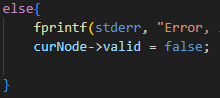 else{
fprintf(stderr, "Error,
curNode->valid = false;
}